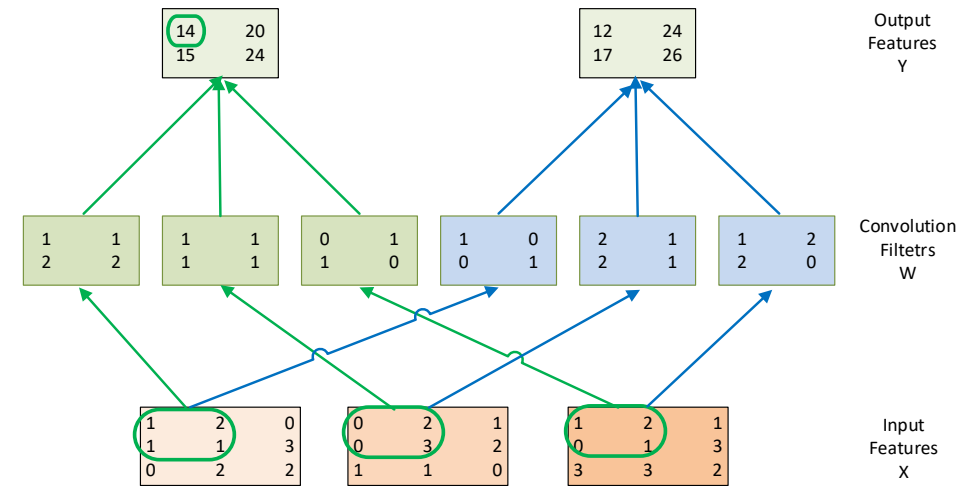 14 20
15 24
12 24
17 26
Output
Features
Y
1 1
2 2
1 1
1 1
0 1
1 0
1 0
0 1
2 1
2 1
1 2
2 0
Convolution
Filtetrs
W
1 2 0
1 1 3
0 2 2
0 2 1
0 3 2
1 1 0
1 2 1
0 1 3
3 3 2
Input
Features
X